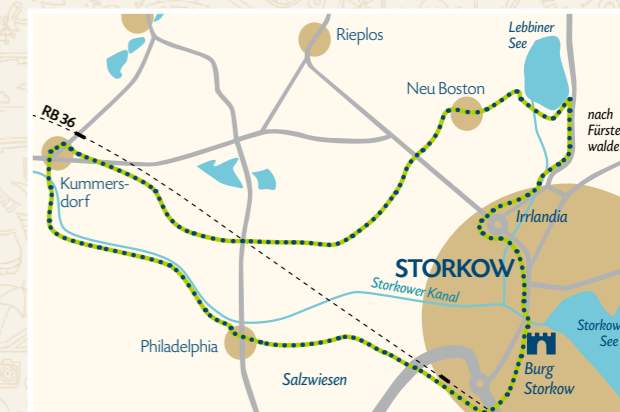 Rieplos
Lebbiner
See
Neu Boston
RB 36
nach
Fürste
walde
Kummers-
dorf
Irrlandia
STORKOW
Storkower Kanal
Storkow
See
Philadelphia
Salzwiesen
Burg
Storkow